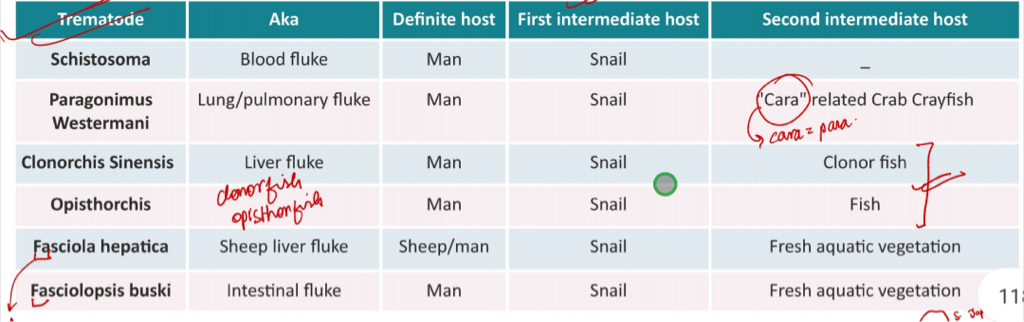 Trematode Aka Definite host First intermediate host Second intermediate host
Schistosoma Blood fluke Man Snail –
Paragonimus Westermani Lung/pulmonary fluke Man Snail "Cara" related Crab Crayfish
cara = para
Clonorchis Sinensis Liver fluke Man Snail Clonor fish
clonorfish
Opisthorchis Man Snail Fish
opisthorfish
Fasciola hepatica Sheep liver fluke Sheep/man Snail Fresh aquatic vegetation
Fasciolopsis buski Intestinal fluke Man Snail Fresh aquatic vegetation
S. Jap